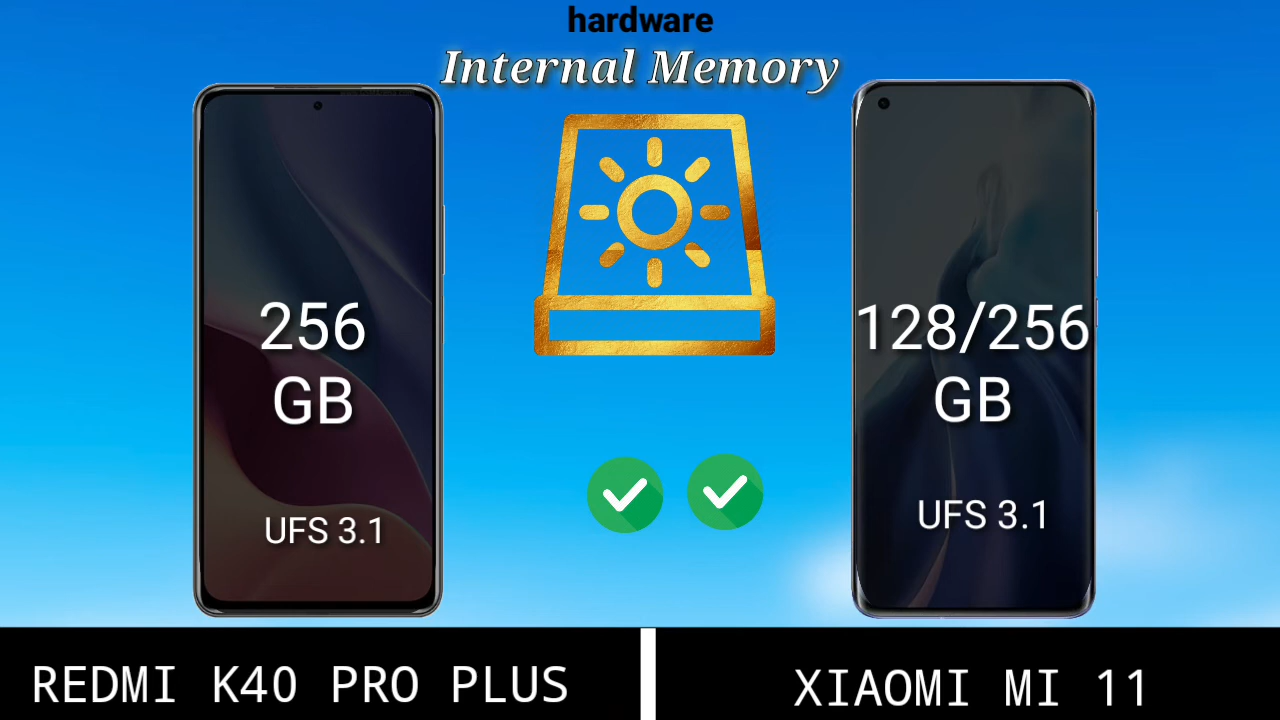 hardware
Internal Memory
256
GB
UFS 3.1
128/256
GB
UFS 3.1
REDMI K40 PRO PLUS
XIAOMI MI 11